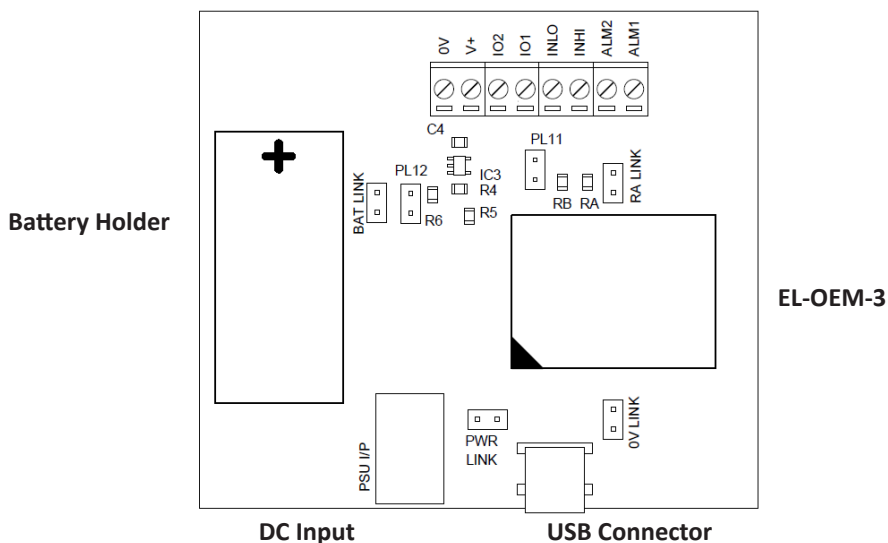 0V
V+
IO2
IO1
INLO
INHI
ALM2
ALM1
C4
PL11
PL12
IC3
R4
BAT LINK
RA LINK
R6
R5
RB
RA
Battery Holder
EL-OEM-3
PWR
LINK
0V LINK
PSU I/P
DC Input
USB Connector